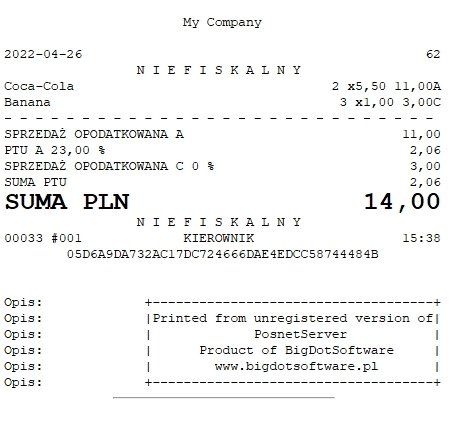 My Company
2022-04-26 62
N I E F I S K A L N Y
Coca-Cola 2 x5,50 11,00A
Banana 3 x1,00 3,00C
- - - - - - - - - - - - - - - - - - - - - - - - - - - -
SPRZEDAŻ OPODATKOWANA A 11,00
PTU A 23,00 % 2,06
SPRZEDAŻ OPODATKOWANA C 0 % 3,00
SUMA PTU 2,06
SUMA PLN 14,00
N I E F I S K A L N Y
00033 #001 KIEROWNIK 15:38
05D6A9DA732AC17DC724666DAE4EDCC58744484B
Opis: +------------------------------------+
Opis: |Printed from unregistered version of|
Opis: | PosnetServer |
Opis: | Product of BigDotSoftware |
Opis: | www.bigdotsoftware.pl |
Opis: +------------------------------------+